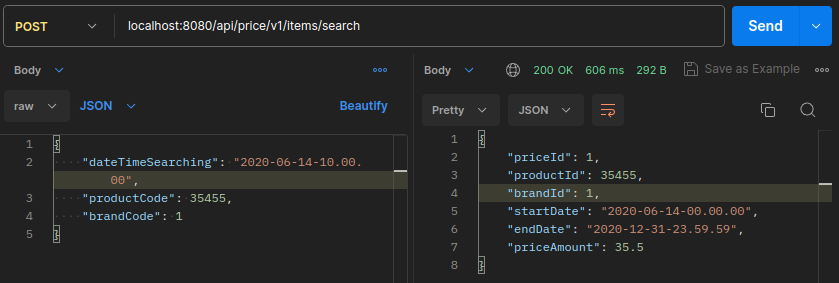 POST localhost:8080/api/price/v1/items/search Send
Body
raw JSON Beautify
1 {
2 ····"dateTimeSearching": "2020-06-14-10.00.
00",
3 ····"productCode": 35455,
4 ····"brandCode": 1
5 }
Body 200 OK 606 ms 292 B Save as Example
Pretty JSON
1 {
2 "priceId": 1,
3 "productId": 35455,
4 "brandId": 1,
5 "startDate": "2020-06-14-00.00.00",
6 "endDate": "2020-12-31-23.59.59",
7 "priceAmount": 35.5
8 }